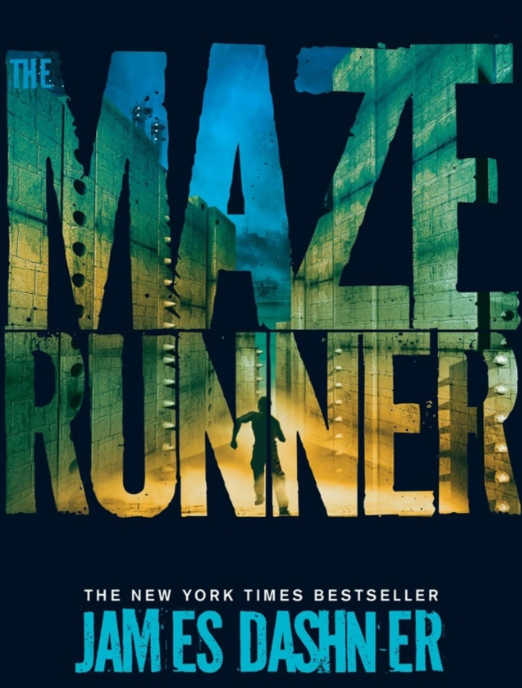 THE
MAZE
RUNNER
THE NEW YORK TIMES BESTSELLER
JAMES DASHNER